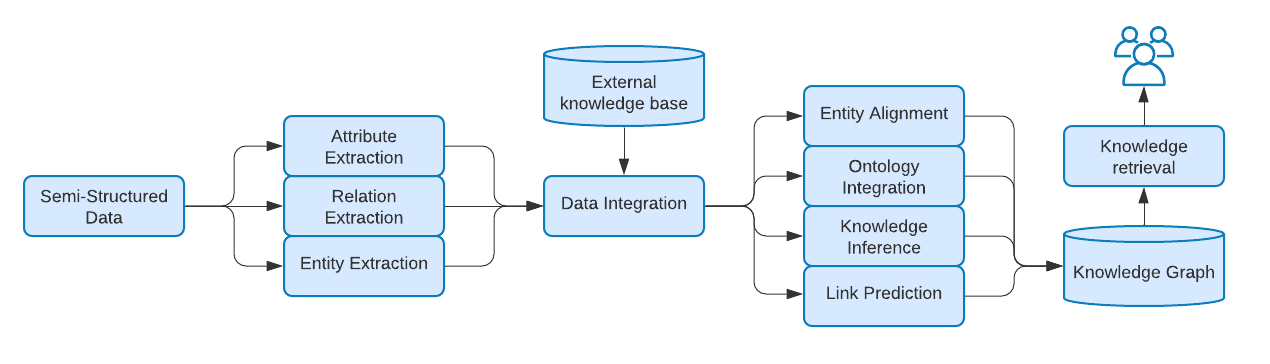 Semi-Structured
Data
Attribute
Extraction
Relation
Extraction
Entity Extraction
External
knowledge base
Data Integration
Entity Alignment
Ontology
Integration
Knowledge
Inference
Link Prediction
Knowledge
retrieval
Knowledge Graph